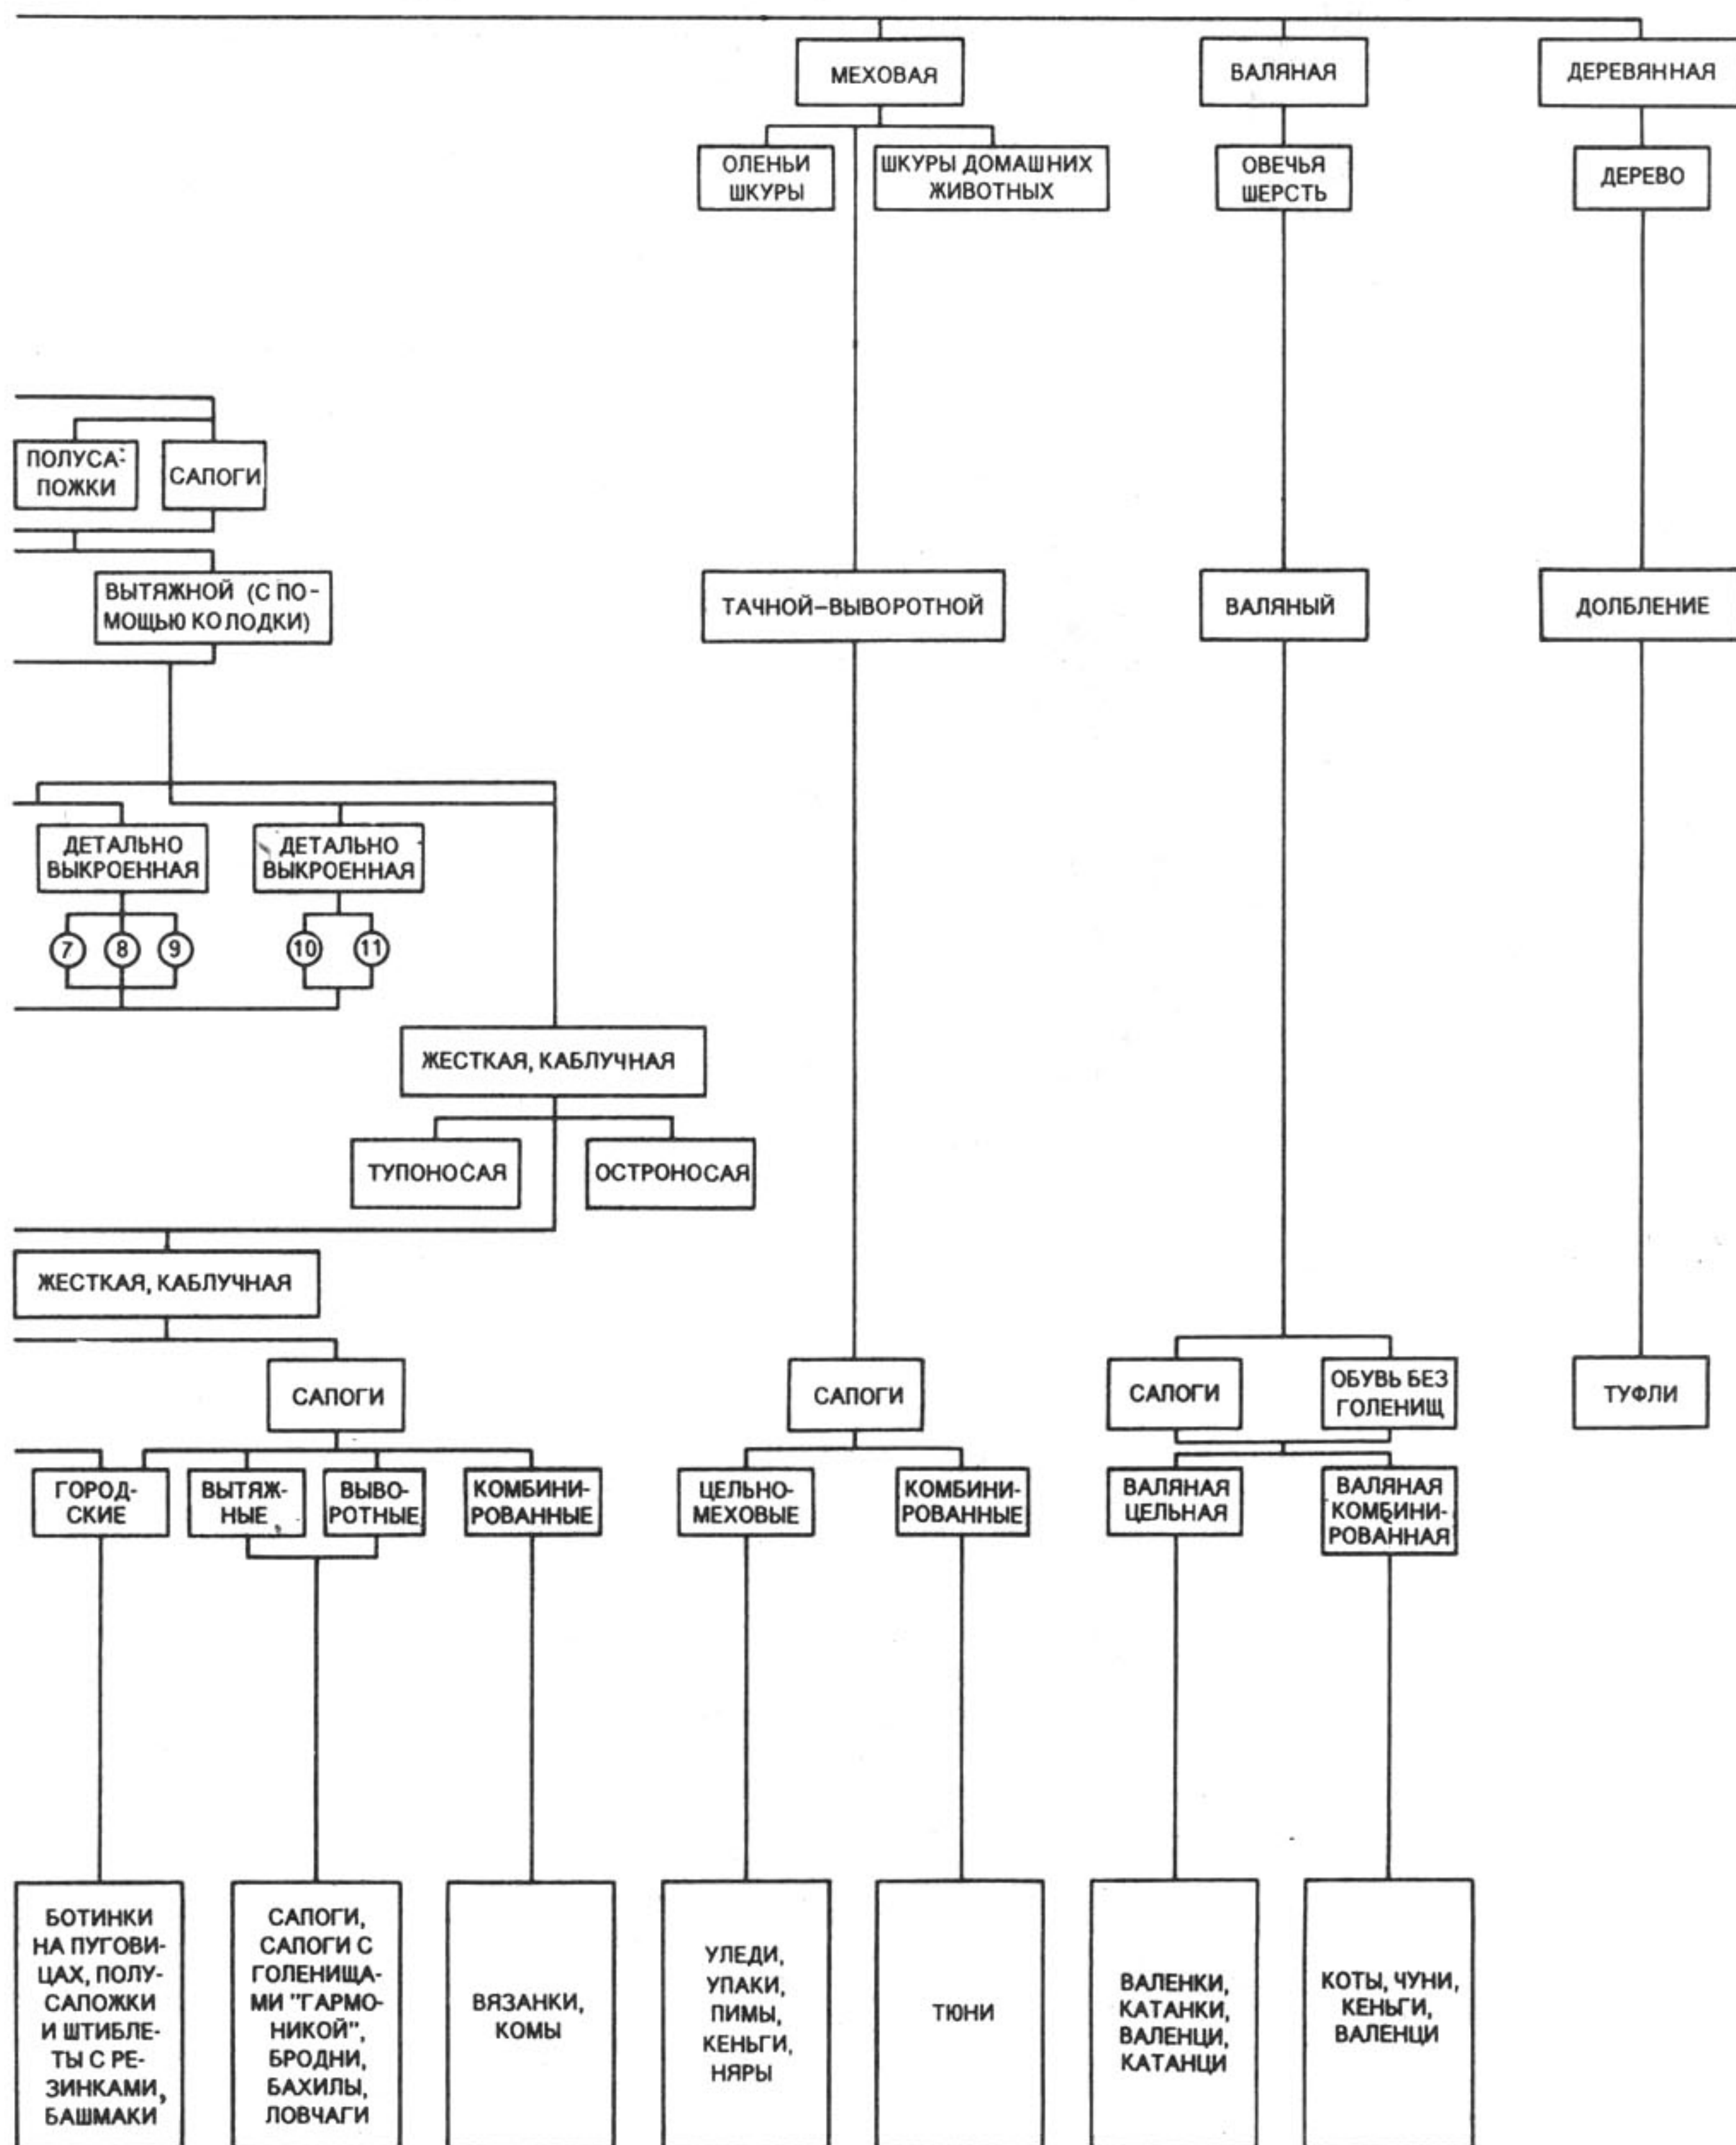 МЕХОВАЯ
ВАЛЯНАЯ
ДЕРЕВЯННАЯ
ОЛЕНЬИ
ШКУРЫ
ШКУРЫ ДОМАШНИХ
ЖИВОТНЫХ
ОВЕЧЬЯ
ШЕРСТЬ
ДЕРЕВО
ПОЛУСА-
ПОЖКИ
САПОГИ
ВЫТЯЖНОЙ (С ПО-
МОЩЬЮ КОЛОДКИ)
ТАЧНОЙ–ВЫВОРОТНОЙ
ВАЛЯНЫЙ
ДОЛБЛЕНИЕ
ДЕТАЛЬНО
ВЫКРОЕННАЯ
ДЕТАЛЬНО
ВЫКРОЕННАЯ
7
8
9
10
11
ЖЕСТКАЯ, КАБЛУЧНАЯ
ТУПОНОСАЯ
ОСТРОНОСАЯ
ЖЕСТКАЯ, КАБЛУЧНАЯ
САПОГИ
САПОГИ
САПОГИ
ОБУВЬ БЕЗ
ГОЛЕНИЩ
ТУФЛИ
ГОРОД-
СКИЕ
ВЫТЯЖ-
НЫЕ
ВЫВО-
РОТНЫЕ
КОМБИНИ-
РОВАННЫЕ
ЦЕЛЬНО-
МЕХОВЫЕ
КОМБИНИ-
РОВАННЫЕ
ВАЛЯНАЯ
ЦЕЛЬНАЯ
ВАЛЯНАЯ
КОМБИНИ-
РОВАННАЯ
БОТИНКИ
НА ПУГОВИ-
ЦАХ, ПОЛУ-
САПОЖКИ
И ШТИБЛЕ-
ТЫ С РЕ-
ЗИНКАМИ,
БАШМАКИ
САПОГИ,
САПОГИ С
ГОЛЕНИЩА-
МИ "ГАРМО-
НИКОЙ",
БРОДНИ,
БАХИЛЫ,
ЛОВЧАГИ
ВЯЗАНКИ,
КОМЫ
УЛЕДИ,
УПАКИ,
ПИМЫ,
КЕНЬГИ,
НЯРЫ
ТЮНИ
ВАЛЕНКИ,
КАТАНКИ,
ВАЛЕНЦИ,
КАТАНЦИ
КОТЫ, ЧУНИ,
КЕНЬГИ,
ВАЛЕНЦИ